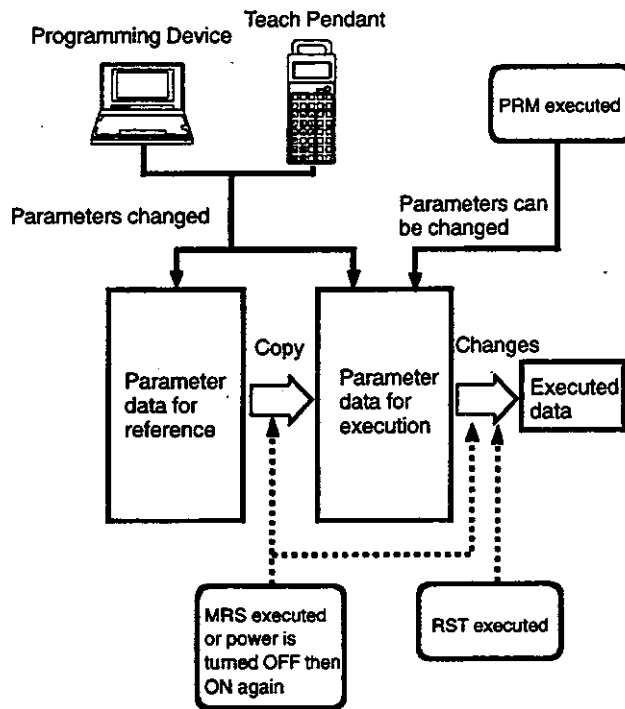 Teach Pendant
Programming Device
PRM executed
Parameters changed
Parameters can
be changed
Copy
Changes
Parameter
data for
reference
Parameter
data for
execution
Executed
data
MRS executed
or power is
turned OFF then
ON again
RST executed